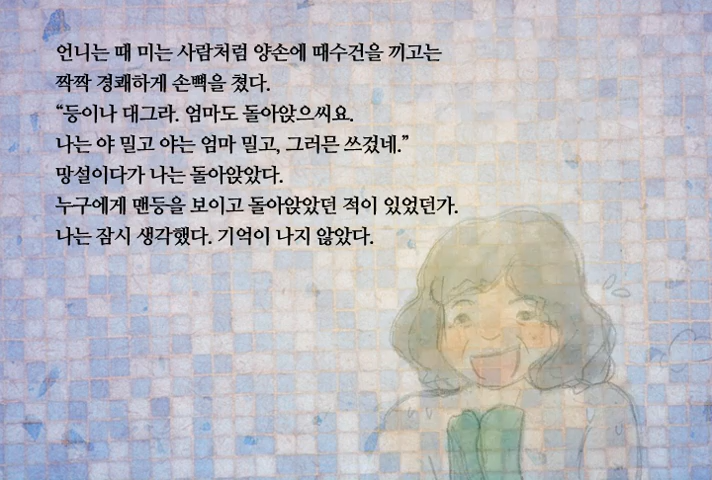 언니는 때 미는 사람처럼 양손에 때수건을 끼고는
짝짝 경쾌하게 손뼉을 쳤다.
“등이나 대그라. 엄마도 돌아앉으씨요.
나는 야 밀고 야는 엄마 밀고, 그러믄 쓰겄네.”
망설이다가 나는 돌아앉았다.
누구에게 맨등을 보이고 돌아앉았던 적이 있었던가.
나는 잠시 생각했다. 기억이 나지 않았다.